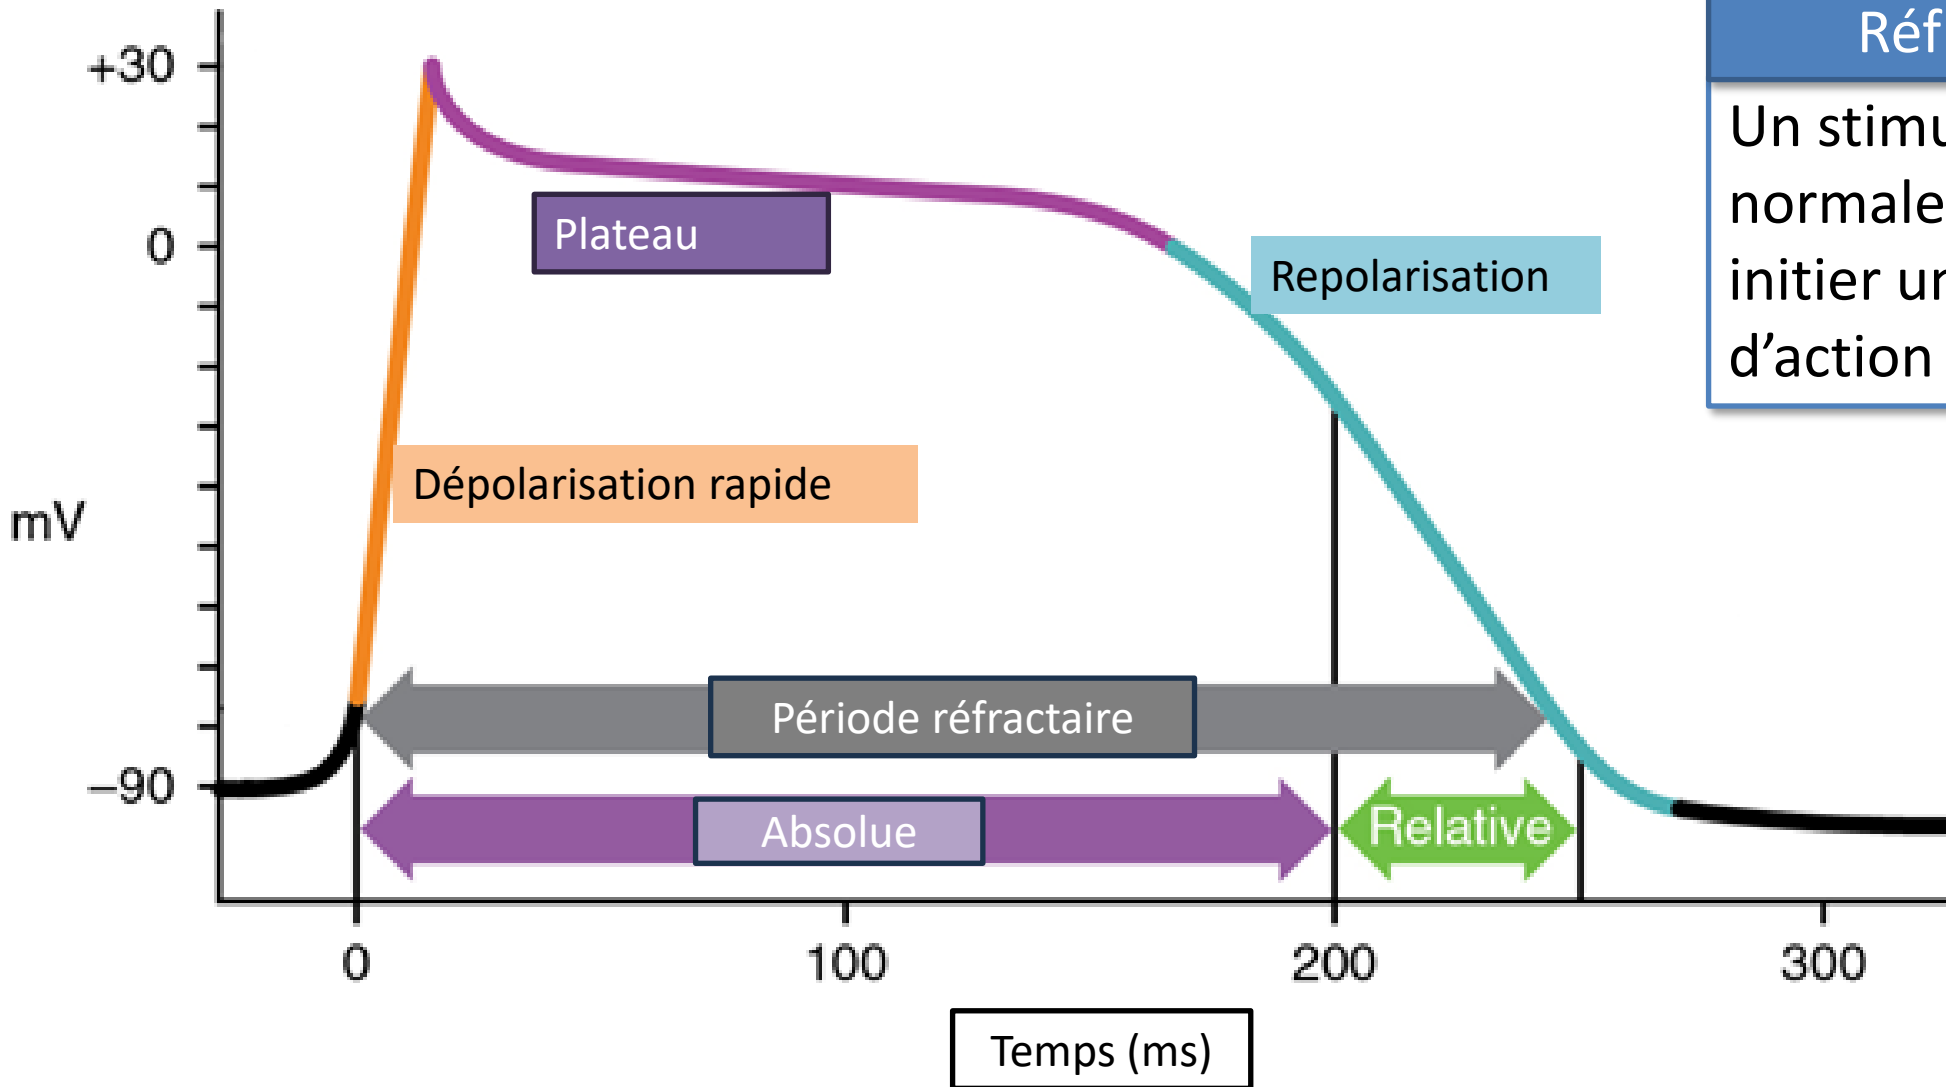 +30
0
mV
–90
Plateau
Repolarisation
Dépolarisation rapide
Période réfractaire
Absolue
Relative
0 100 200 300
Temps (ms)
Réf
Un stimu
normale
initier un
d’action